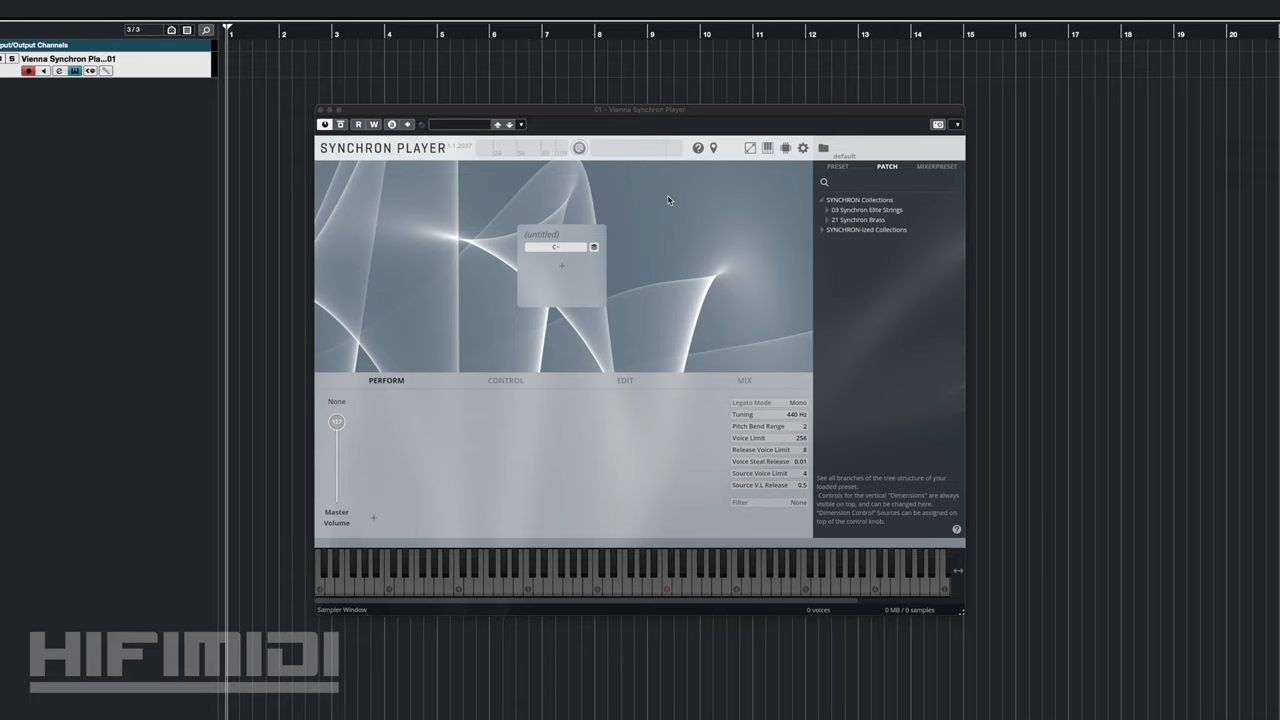 3/3
1 2 3 4 5 6 7 8 9 10 11 12 13 14 15 16 17 18 19 20
put/Output Channels
S Vienna Synchron Pla...01
01 - Vienna Synchron Player
R W
SYNCHRON PLAYER 1.1.2037
default
PRESET PATCH MIXERPRESET
SYNCHRON Collections
03 Synchron Elite Strings
21 Synchron Brass
SYNCHRON-ized Collections
(untitled)
C~
+
PERFORM CONTROL EDIT MIX
None
127
Master
Volume
+
Legato Mode Mono
Tuning 440 Hz
Pitch Bend Range 2
Voice Limit 256
Release Voice Limit 8
Voice Steal Release 0.01
Source Voice Limit 4
Source V.L Release 0.5
Filter None
See all branches of the tree-structure of your
loaded preset.
Controls for the vertical "Dimensions" are always
visible on top, and can be changed here.
"Dimension Control" Sources can be assigned on
top of the control knob.
Sampler Window
0 voices
0 MB / 0 samples
HIFIMIDI